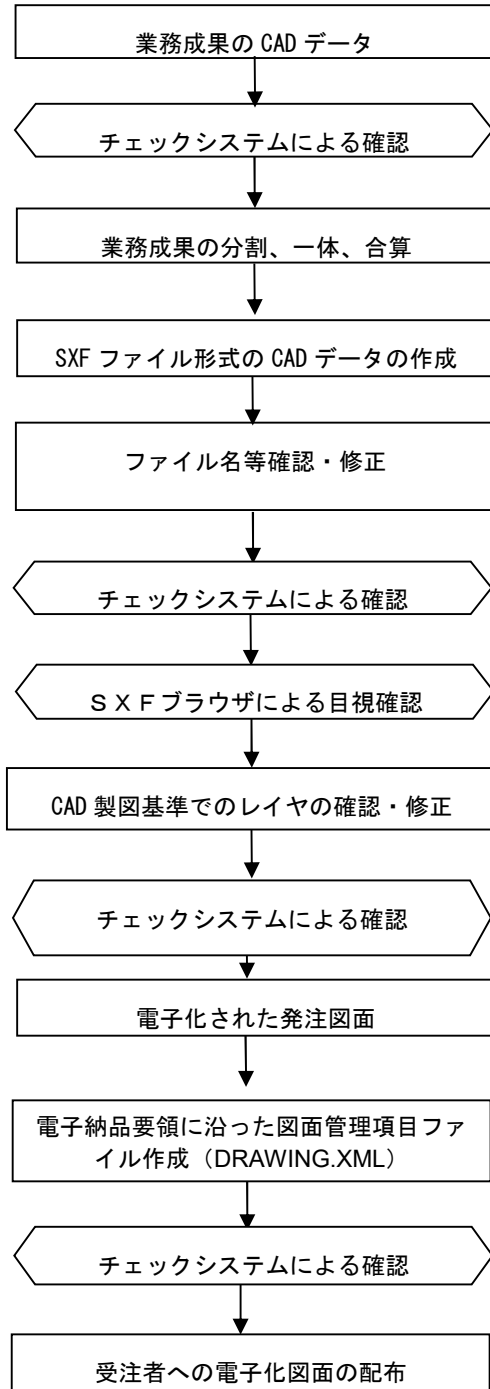 業務成果の CAD データ
チェックシステムによる確認
業務成果の分割、一体、合算
SXF ファイル形式の CAD データの作成
ファイル名等確認・修正
チェックシステムによる確認
ＳＸＦブラウザによる目視確認
CAD 製図基準でのレイヤの確認・修正
チェックシステムによる確認
電子化された発注図面
電子納品要領に沿った図面管理項目ファ
イル作成（DRAWING.XML）
チェックシステムによる確認
受注者への電子化図面の配布